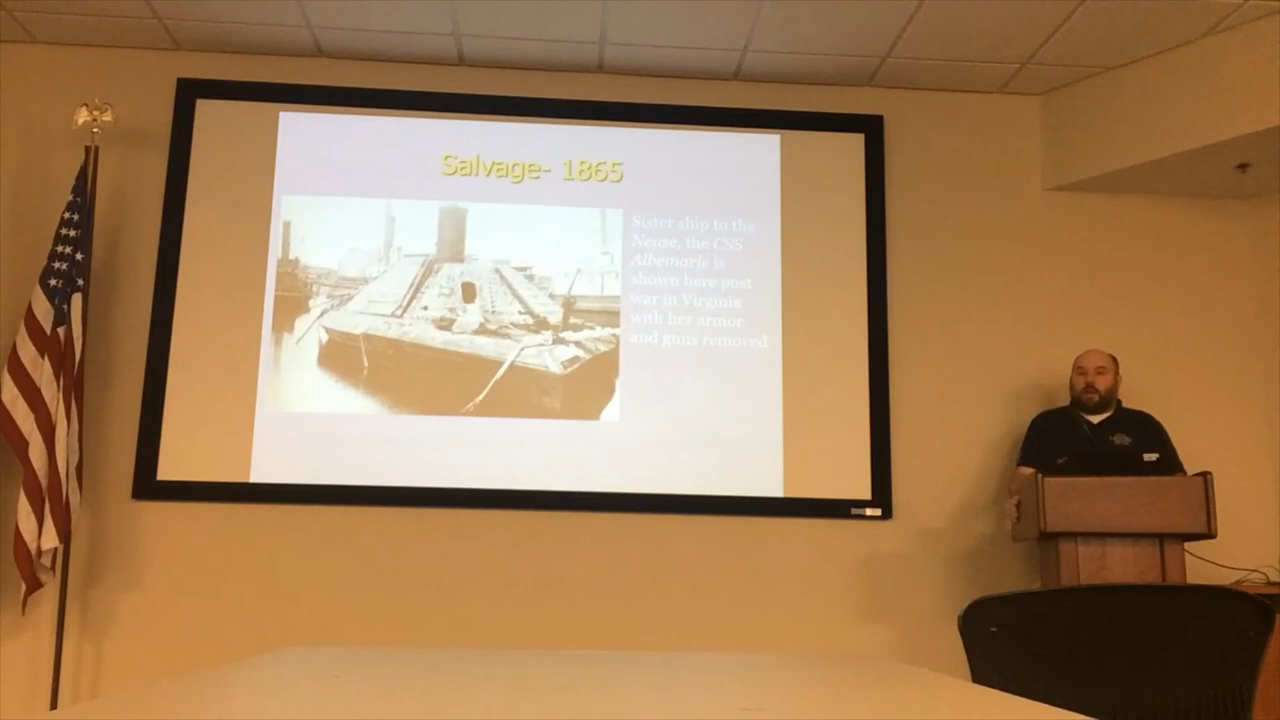 Salvage- 1865
Sister ship to the
Neuse, the CSS
Albemarle is
shown here post
war in Virginia
with her armor
and guns removed